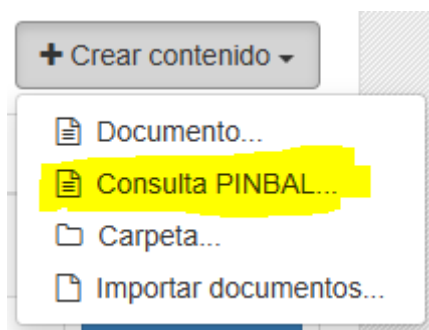 + Crear contenido
Documento...
Consulta PINBAL...
Carpeta...
Importar documentos...